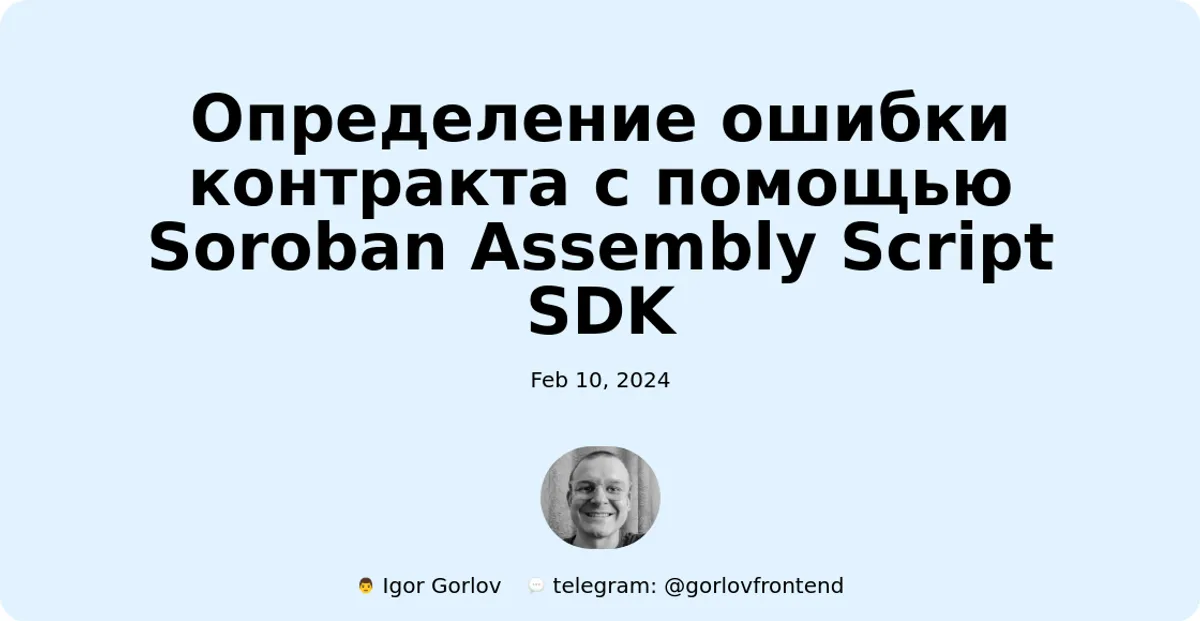 Определение ошибки
контракта с помощью
Soroban Assembly Script
SDK
Feb 10, 2024
Igor Gorlov telegram: @gorlovfrontend